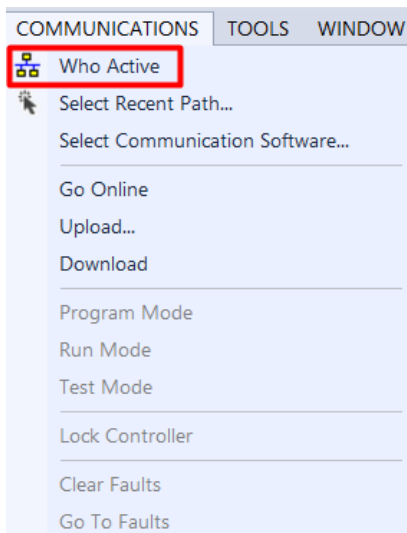 COMMUNICATIONS TOOLS WINDOW
Who Active
Select Recent Path...
Select Communication Software...
Go Online
Upload...
Download
Program Mode
Run Mode
Test Mode
Lock Controller
Clear Faults
Go To Faults